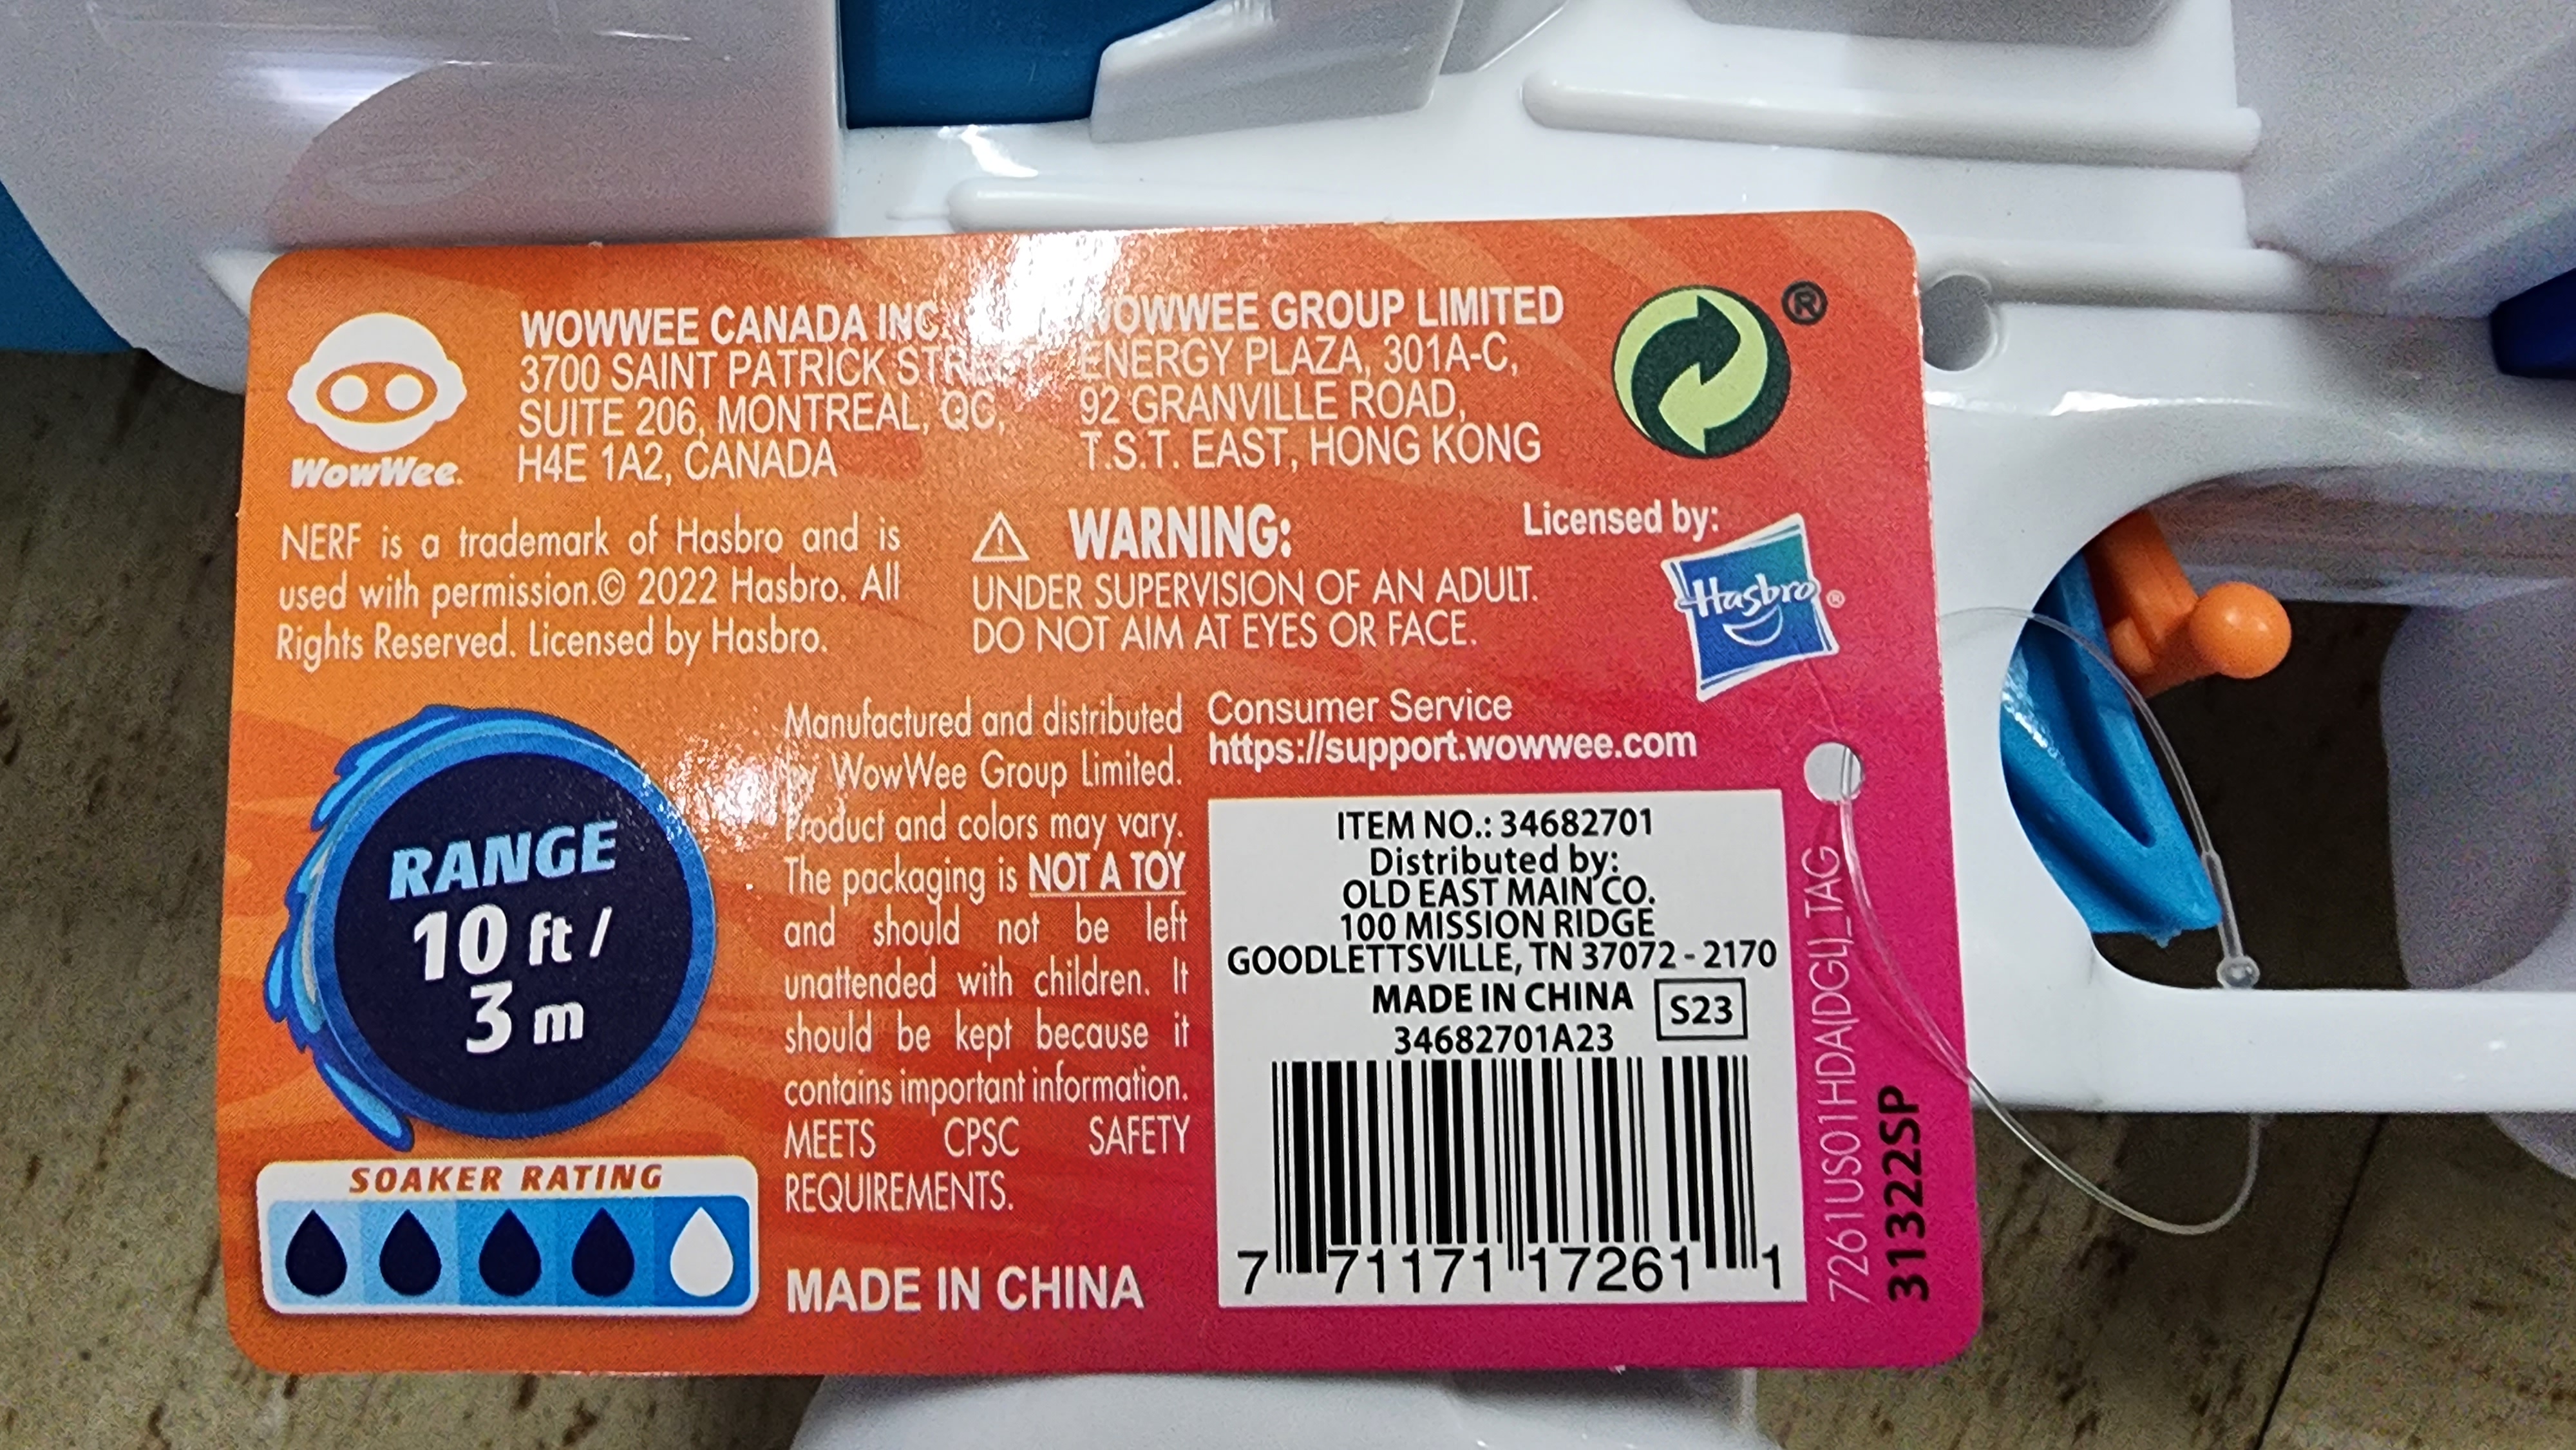 WowWee.
WOWWEE CANADA INC.
3700 SAINT PATRICK
SUITE 206, MONTREAL, QC,
H4E 1A2, CANADA
WOWWEE GROUP LIMITED
ENERGY PLAZA, 301A-C,
92 GRANVILLE ROAD,
T.S.T. EAST, HONG KONG
®
NERF is a trademark of Hasbro and is
used with permission.© 2022 Hasbro. All
Rights Reserved. Licensed by Hasbro.
⚠ WARNING:
UNDER SUPERVISION OF AN ADULT.
DO NOT AIM AT EYES OR FACE.
Licensed by:
Hasbro®
RANGE
10 ft /
3 m
SOAKER RATING
Manufactured and distributed
by WowWee Group Limited.
Product and colors may vary.
The packaging is NOT A TOY
and should not be left
unattended with children. It
should be kept because it
contains important information.
MEETS CPSC SAFETY
REQUIREMENTS.
MADE IN CHINA
Consumer Service
https://support.wowwee.com
ITEM NO.: 34682701
Distributed by:
OLD EAST MAIN CO.
100 MISSION RIDGE
GOODLETTSVILLE, TN 37072 - 2170
MADE IN CHINA
S23
34682701A23
7 71171 17261 1
7261US01HDA(DGL)_TAG
31322SP